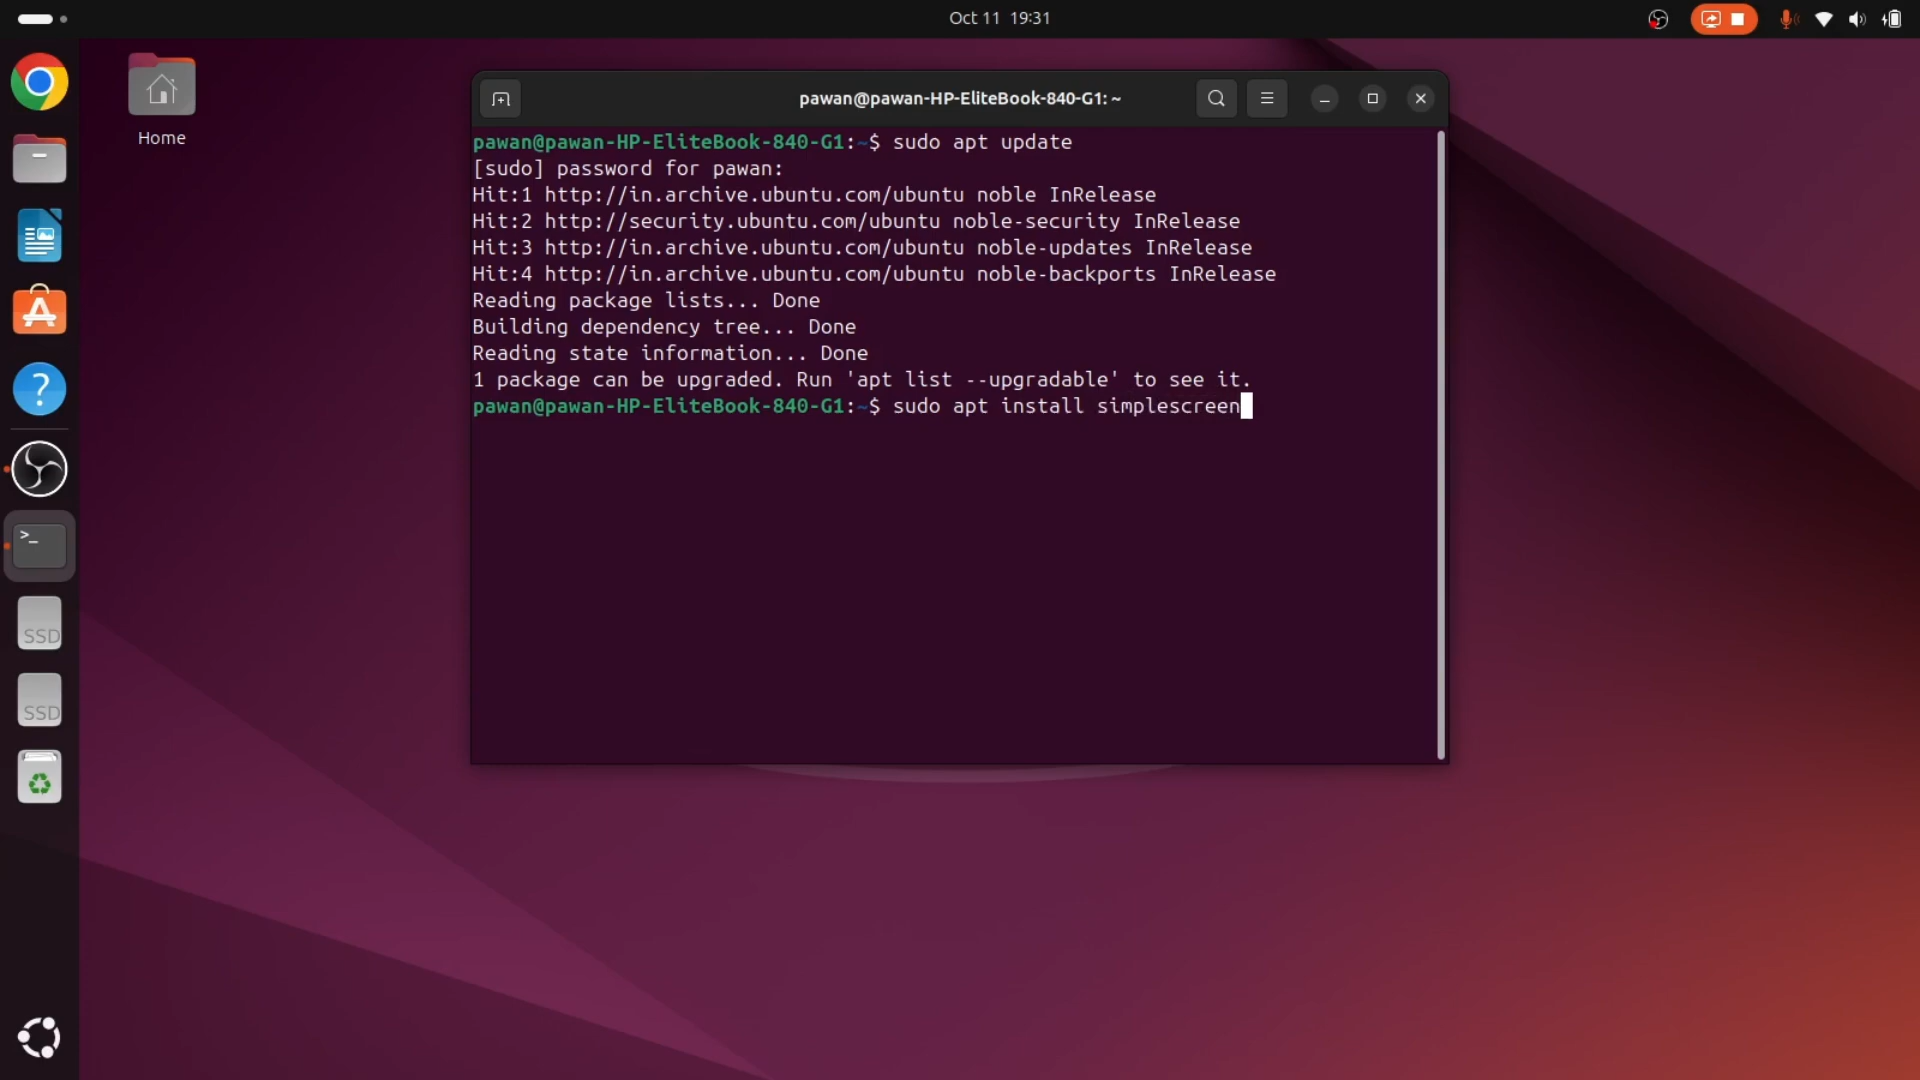 Oct 11 19:31
Home
pawan@pawan-HP-EliteBook-840-G1: ~
pawan@pawan-HP-EliteBook-840-G1:~$ sudo apt update
[sudo] password for pawan:
Hit:1 http://in.archive.ubuntu.com/ubuntu noble InRelease
Hit:2 http://security.ubuntu.com/ubuntu noble-security InRelease
Hit:3 http://in.archive.ubuntu.com/ubuntu noble-updates InRelease
Hit:4 http://in.archive.ubuntu.com/ubuntu noble-backports InRelease
Reading package lists... Done
Building dependency tree... Done
Reading state information... Done
1 package can be upgraded. Run 'apt list --upgradable' to see it.
pawan@pawan-HP-EliteBook-840-G1:~$ sudo apt install simplescreen
SSD
SSD